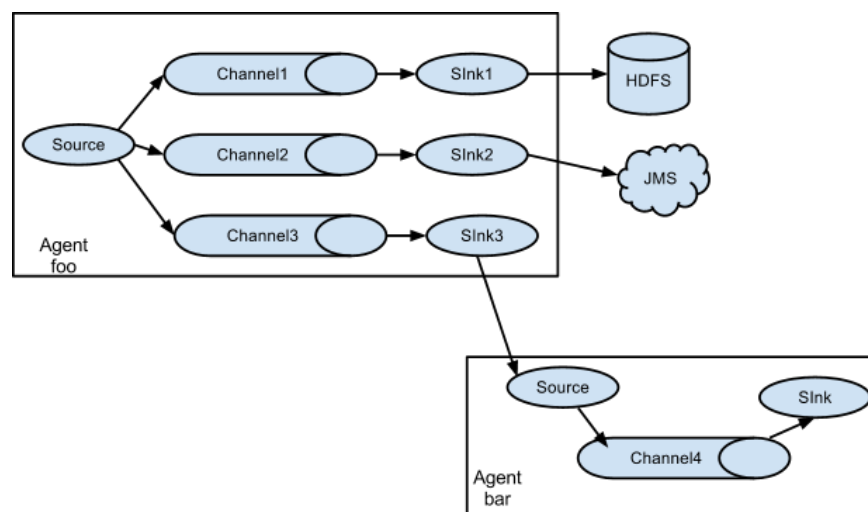 Channel1
SInk1
HDFS
Source
Channel2
SInk2
JMS
Channel3
SInk3
Agent
foo
Source
SInk
Channel4
Agent
bar